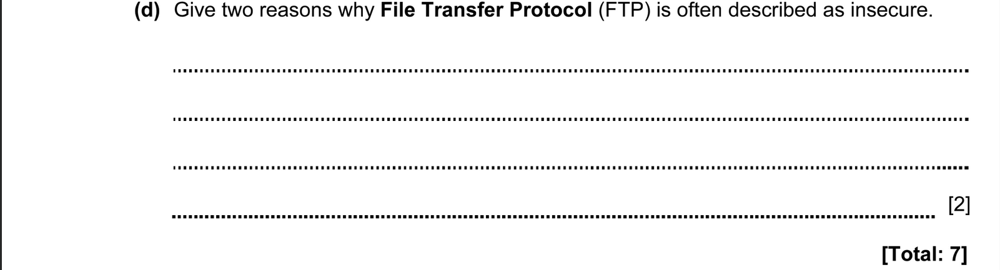 (d) Give two reasons why File Transfer Protocol (FTP) is often described as insecure.
[2]
[Total: 7]